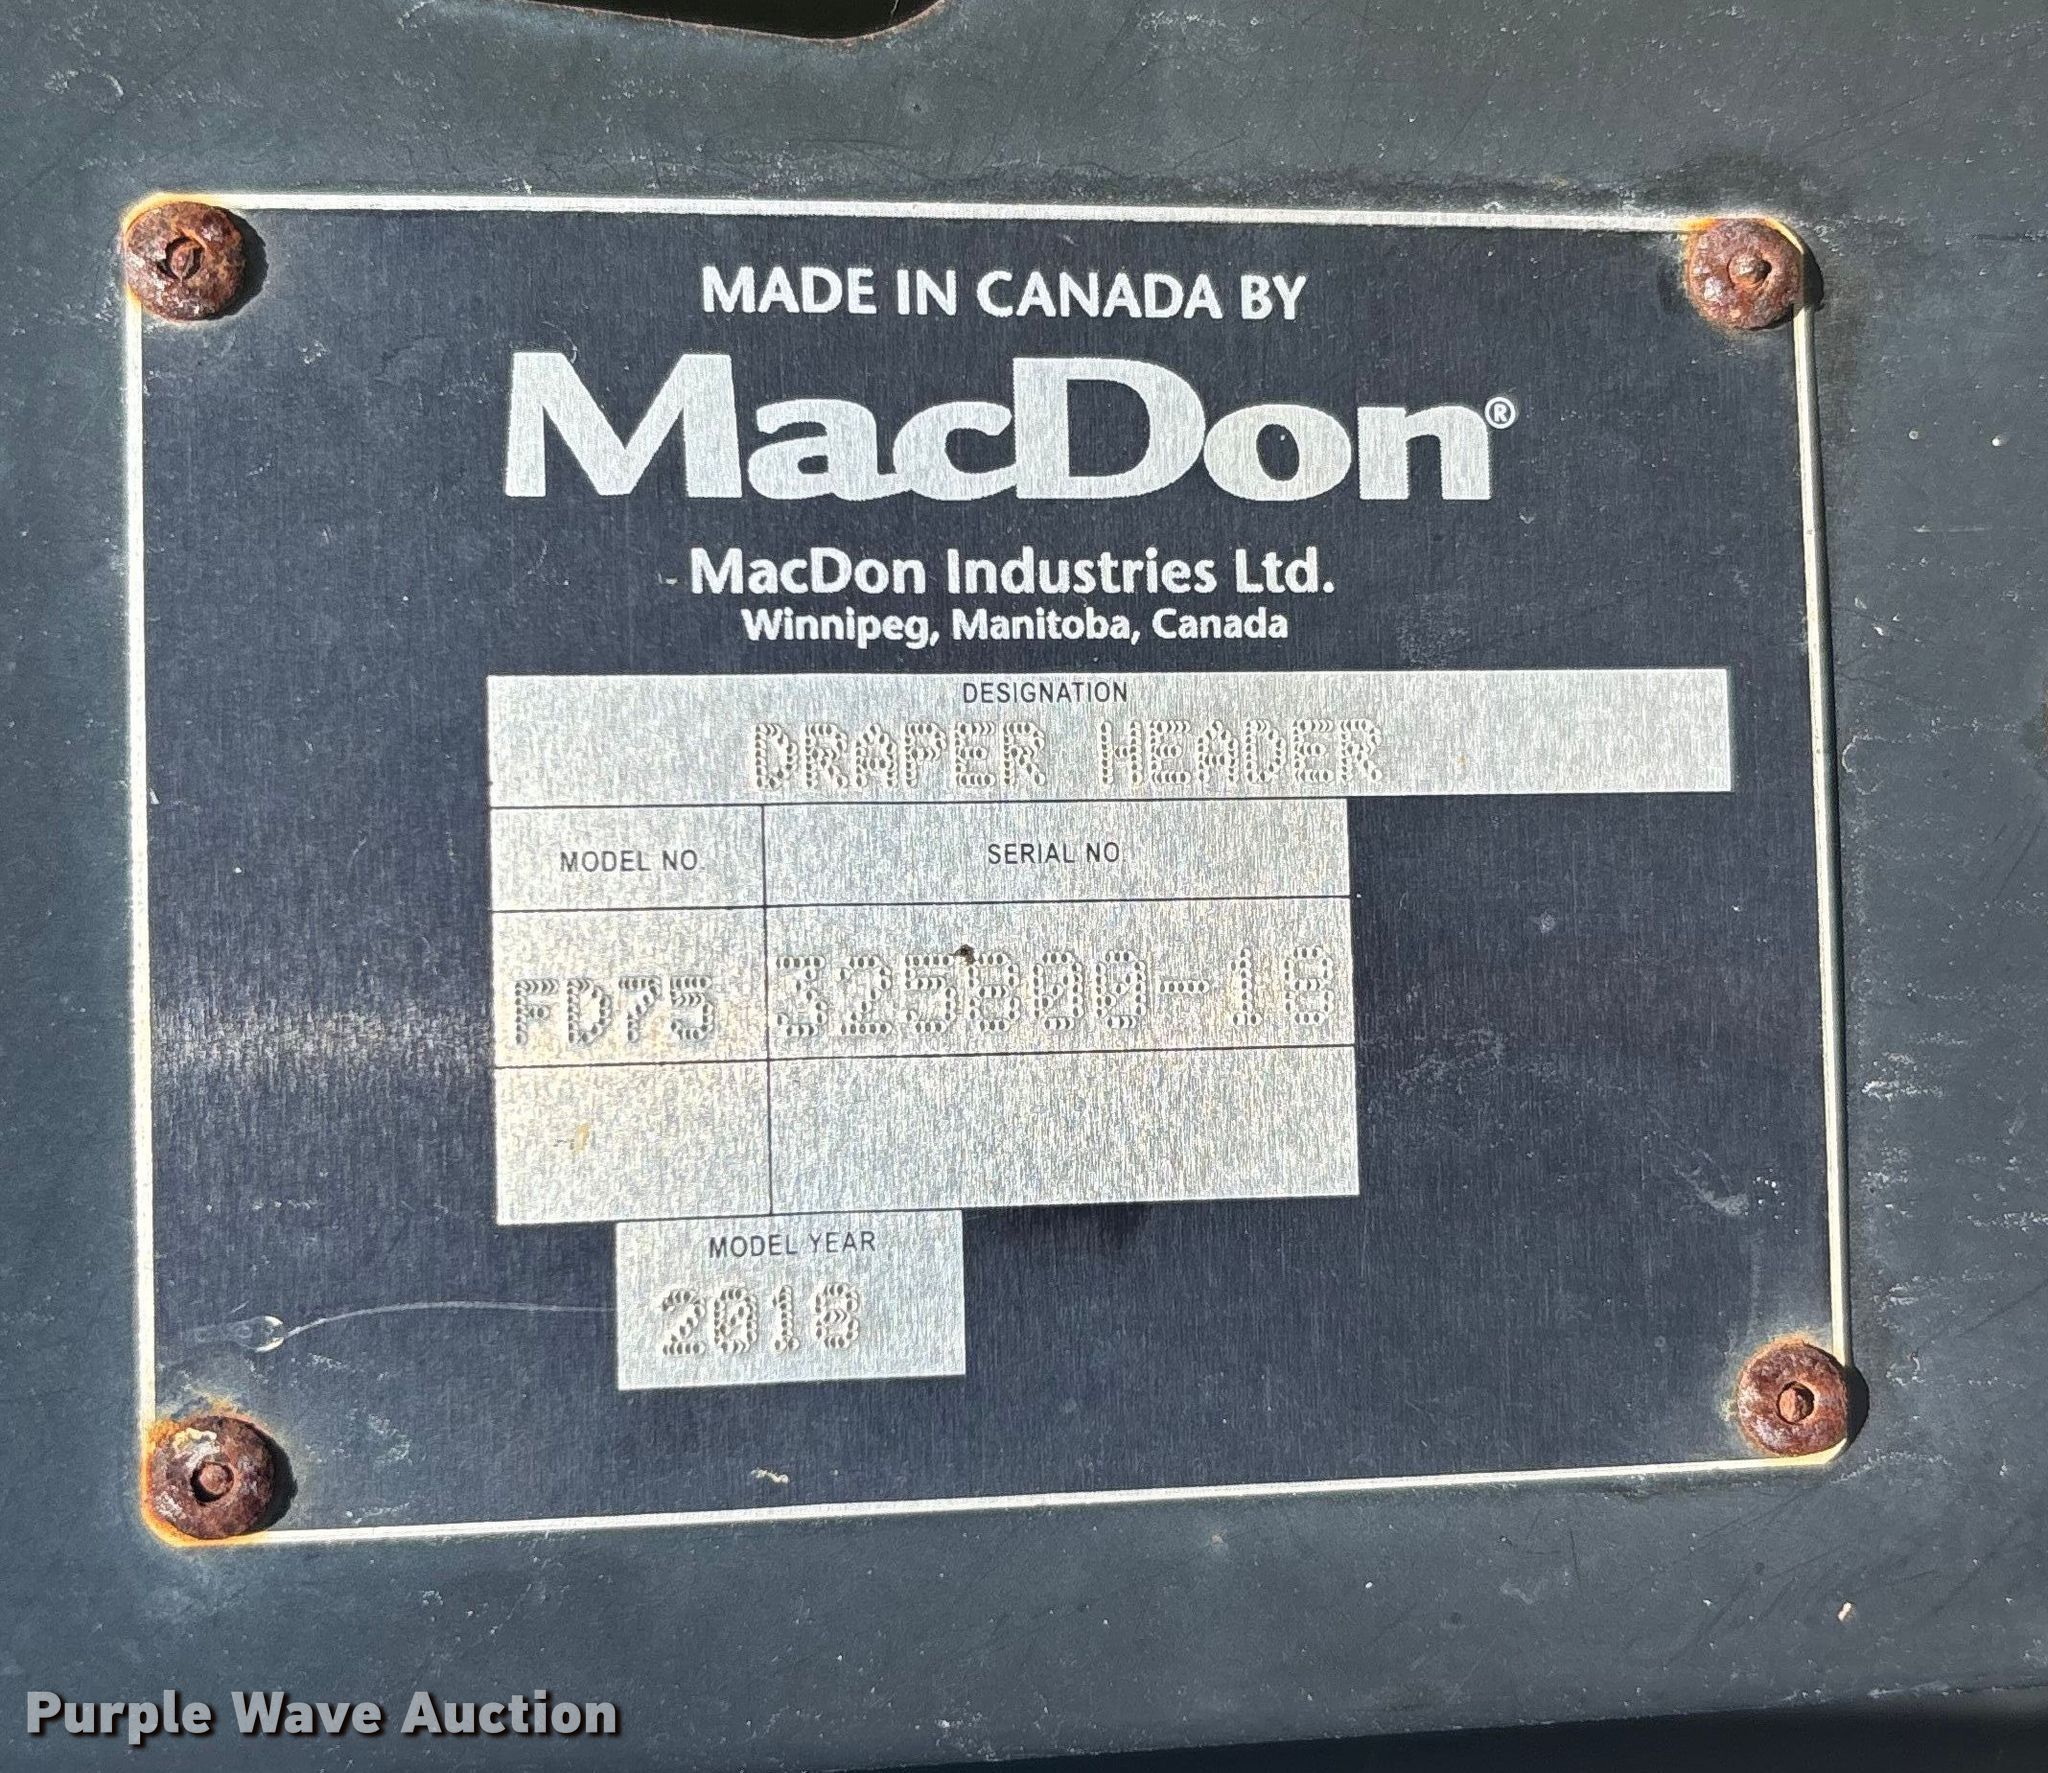 MADE IN CANADA BY
MacDon®
MacDon Industries Ltd.
Winnipeg, Manitoba, Canada
DESIGNATION
DRAPER HEADER
MODEL NO. SERIAL NO.
FD75 325800-18
MODEL YEAR
2018
Purple Wave Auction